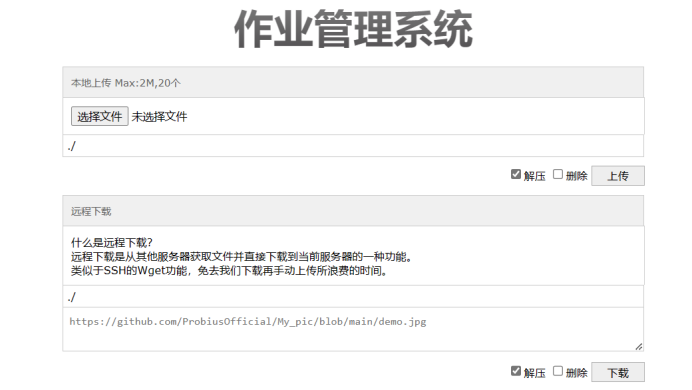 作业管理系统
本地上传 Max:2M,20个
选择文件 未选择文件
./
解压 删除 上传
远程下载
什么是远程下载?
远程下载是从其他服务器获取文件并直接下载到当前服务器的一种功能。
类似于SSH的Wget功能，免去我们下载再手动上传所浪费的时间。
./
https://github.com/ProbiusOfficial/My_pic/blob/main/demo.jpg
解压 删除 下载